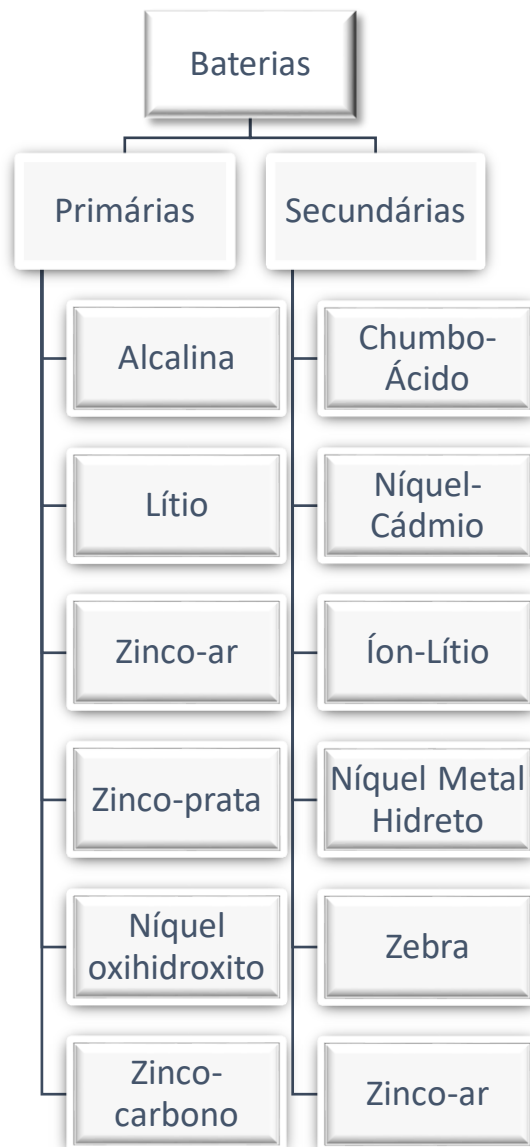 Baterias
Primárias
Secundárias
Alcalina
Lítio
Zinco-ar
Zinco-prata
Níquel
oxihidroxito
Zinco-
carbono
Chumbo-
Ácido
Níquel-
Cádmio
Íon-Lítio
Níquel Metal
Hidreto
Zebra
Zinco-ar